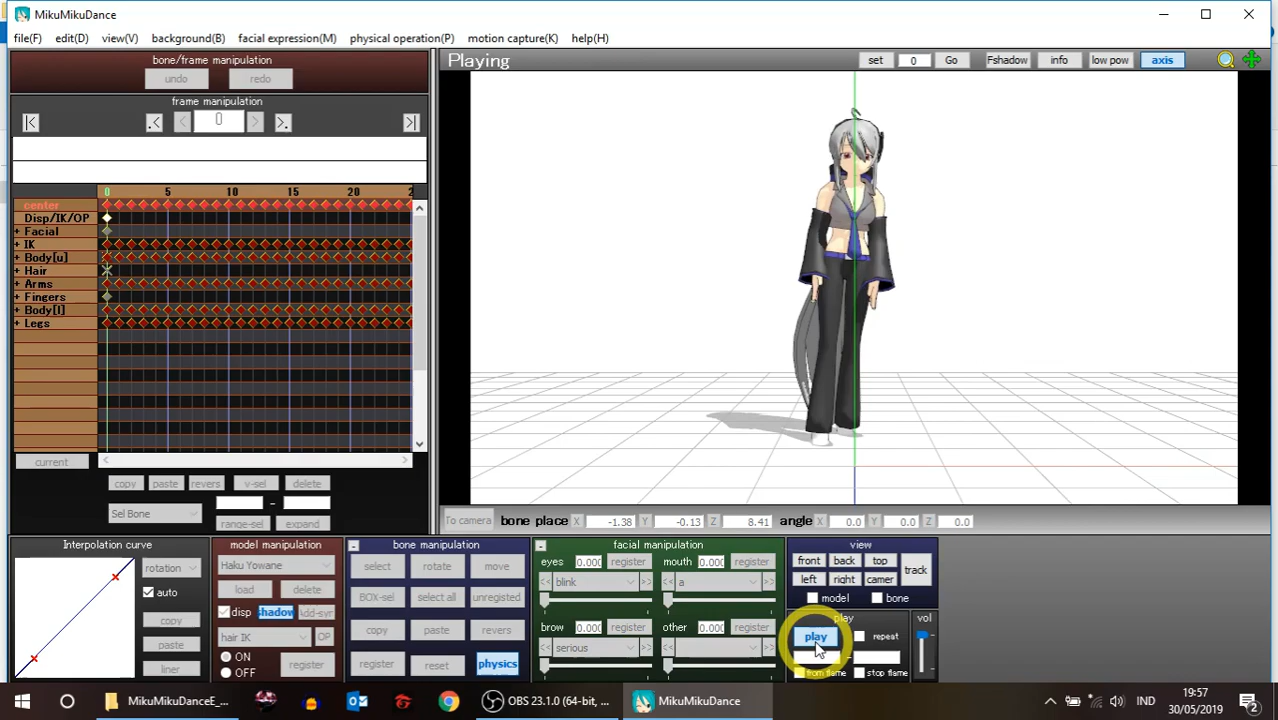 MikuMikuDance
file(F) edit(D) view(V) background(B) facial expression(M) physical operation(P) motion capture(K) help(H)
bone/frame manipulation
undo redo
frame manipulation
|< .< < 0 > >. >|
0 5 10 15 20 2
center
Disp/IK/OP
+ Facial
+ IK
+ Body[u]
+ Hair
+ Arms
+ Fingers
+ Body[l]
+ Legs
current < >
copy paste revers v-sel delete
Sel Bone -
range-sel expand
Playing set 0 Go Fshadow info low pow axis
To camera bone place X -1.38 Y -0.13 Z 8.41 angle X 0.0 Y 0.0 Z 0.0
Interpolation curve
rotation
auto
copy
paste
liner
model manipulation
Haku Yowane
load delete
disp shadow Add-syn
hair IK OP
ON
OFF
register
- bone manipulation
select rotate move
BOX-sel select all unregisted
copy paste revers
register reset physics
- facial manipulation
eyes 0.000 register mouth 0.000 register
<< blink >> << a >>
brow 0.000 register other 0.000 register
<< serious >> << >>
view
front back top
left right camer
track
model bone
play
play repeat
-
from flame stop flame
vol
MikuMikuDanceE_... OBS 23.1.0 (64-bit, ... MikuMikuDance
IND
19:57
30/05/2019
2